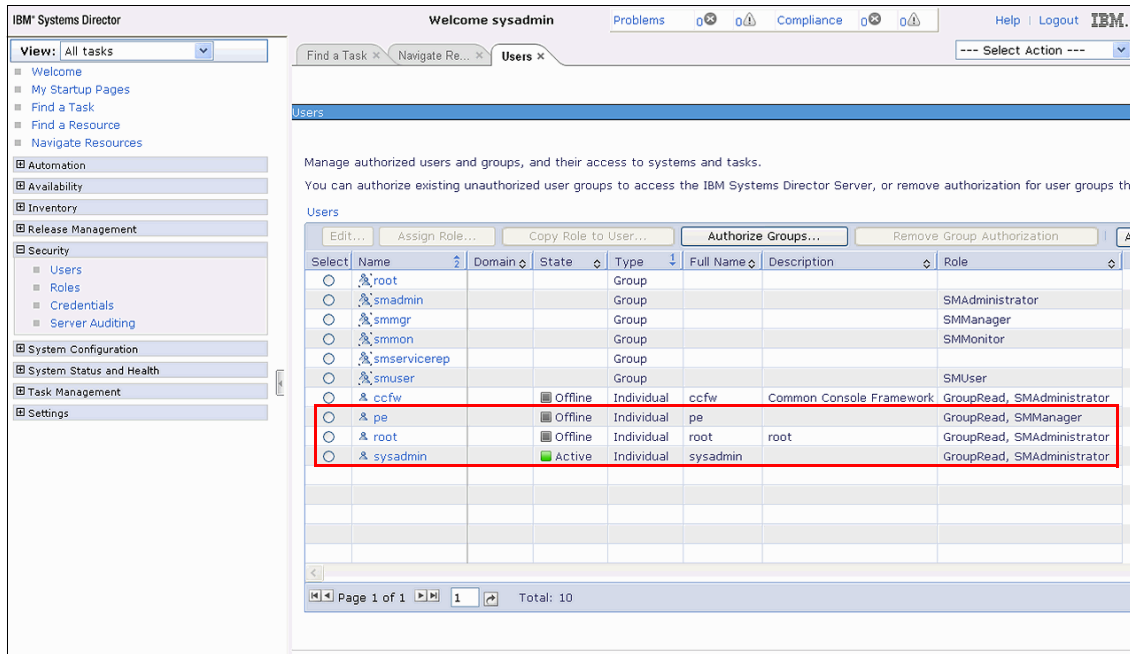 IBM® Systems Director
Welcome sysadmin
Problems 0 0 Compliance 0 0
Help Logout IBM.
View: All tasks
Welcome
My Startup Pages
Find a Task
Find a Resource
Navigate Resources
Automation
Availability
Inventory
Release Management
Security
Users
Roles
Credentials
Server Auditing
System Configuration
System Status and Health
Task Management
Settings
Find a Task × Navigate Re... × Users ×
--- Select Action ---
Users
Manage authorized users and groups, and their access to systems and tasks.
You can authorize existing unauthorized user groups to access the IBM Systems Director Server, or remove authorization for user groups th
Users
Edit... Assign Role... Copy Role to User... Authorize Groups... Remove Group Authorization A
Select Name 2 Domain State Type 1 Full Name Description Role
root Group
smadmin Group SMAdministrator
smmgr Group SMManager
smmon Group SMMonitor
smservicerep Group
smuser Group SMUser
ccfw Offline Individual ccfw Common Console Framework GroupRead, SMAdministrator
pe Offline Individual pe GroupRead, SMManager
root Offline Individual root root GroupRead, SMAdministrator
sysadmin Active Individual sysadmin GroupRead, SMAdministrator
Page 1 of 1 1 Total: 10